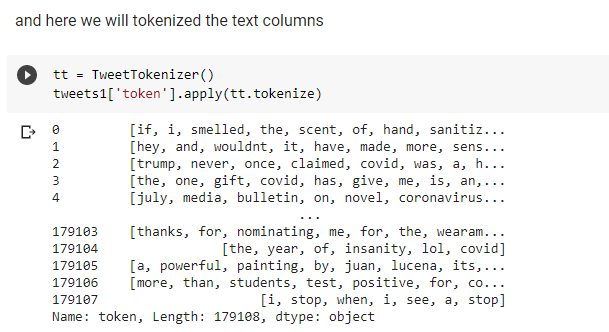 and here we will tokenized the text columns
tt = TweetTokenizer()
tweets1['token'].apply(tt.tokenize)
0 [if, i, smelled, the, scent, of, hand, sanitiz...
1 [hey, and, wouldnt, it, have, made, more, sens...
2 [trump, never, once, claimed, covid, was, a, h...
3 [the, one, gift, covid, has, give, me, is, an,...
4 [july, media, bulletin, on, novel, coronavirus...
...
179103 [thanks, for, nominating, me, for, the, wearam...
179104 [the, year, of, insanity, lol, covid]
179105 [a, powerful, painting, by, juan, lucena, its,...
179106 [more, than, students, test, positive, for, co...
179107 [i, stop, when, i, see, a, stop]
Name: token, Length: 179108, dtype: object